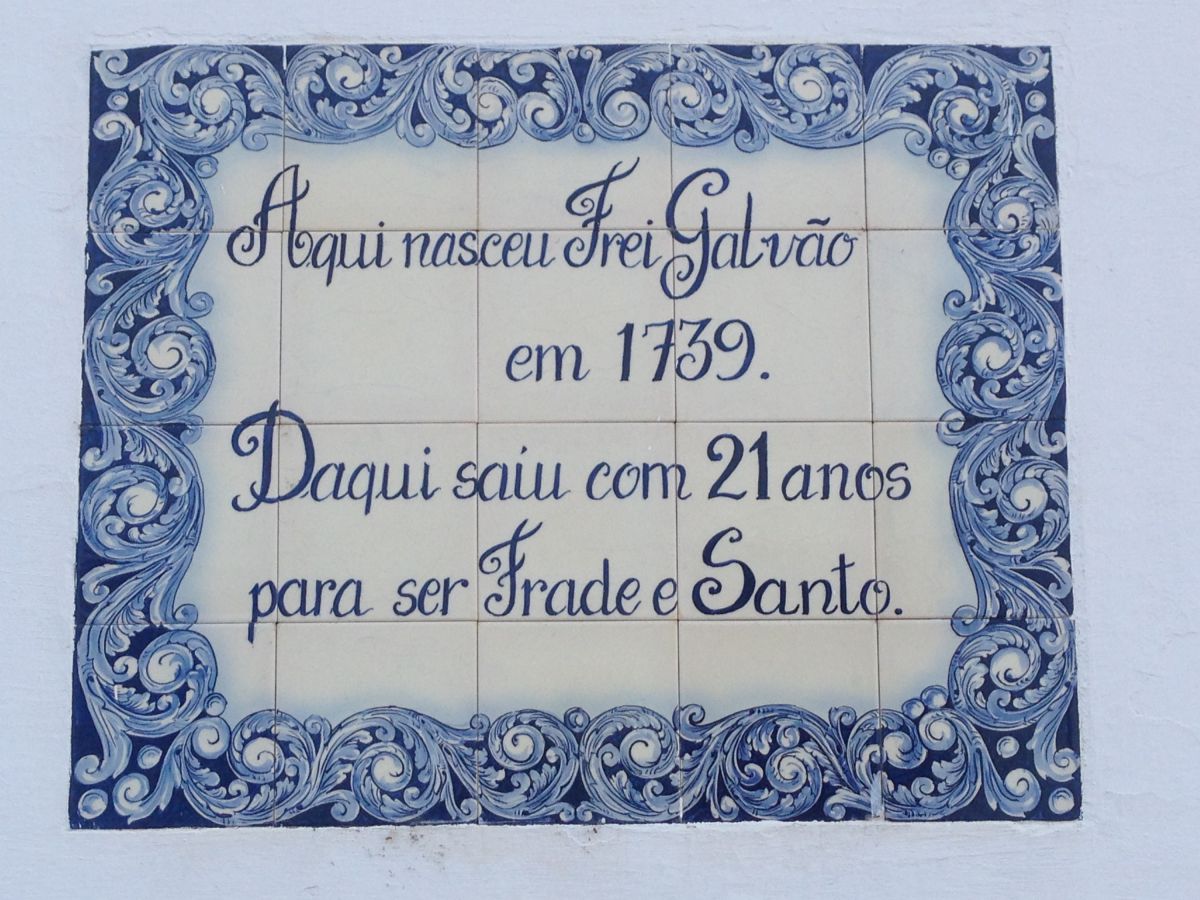 Aqui nasceu Frei Galvão
em 1739.
Daqui saiu com 21 anos
para ser Frade e Santo.